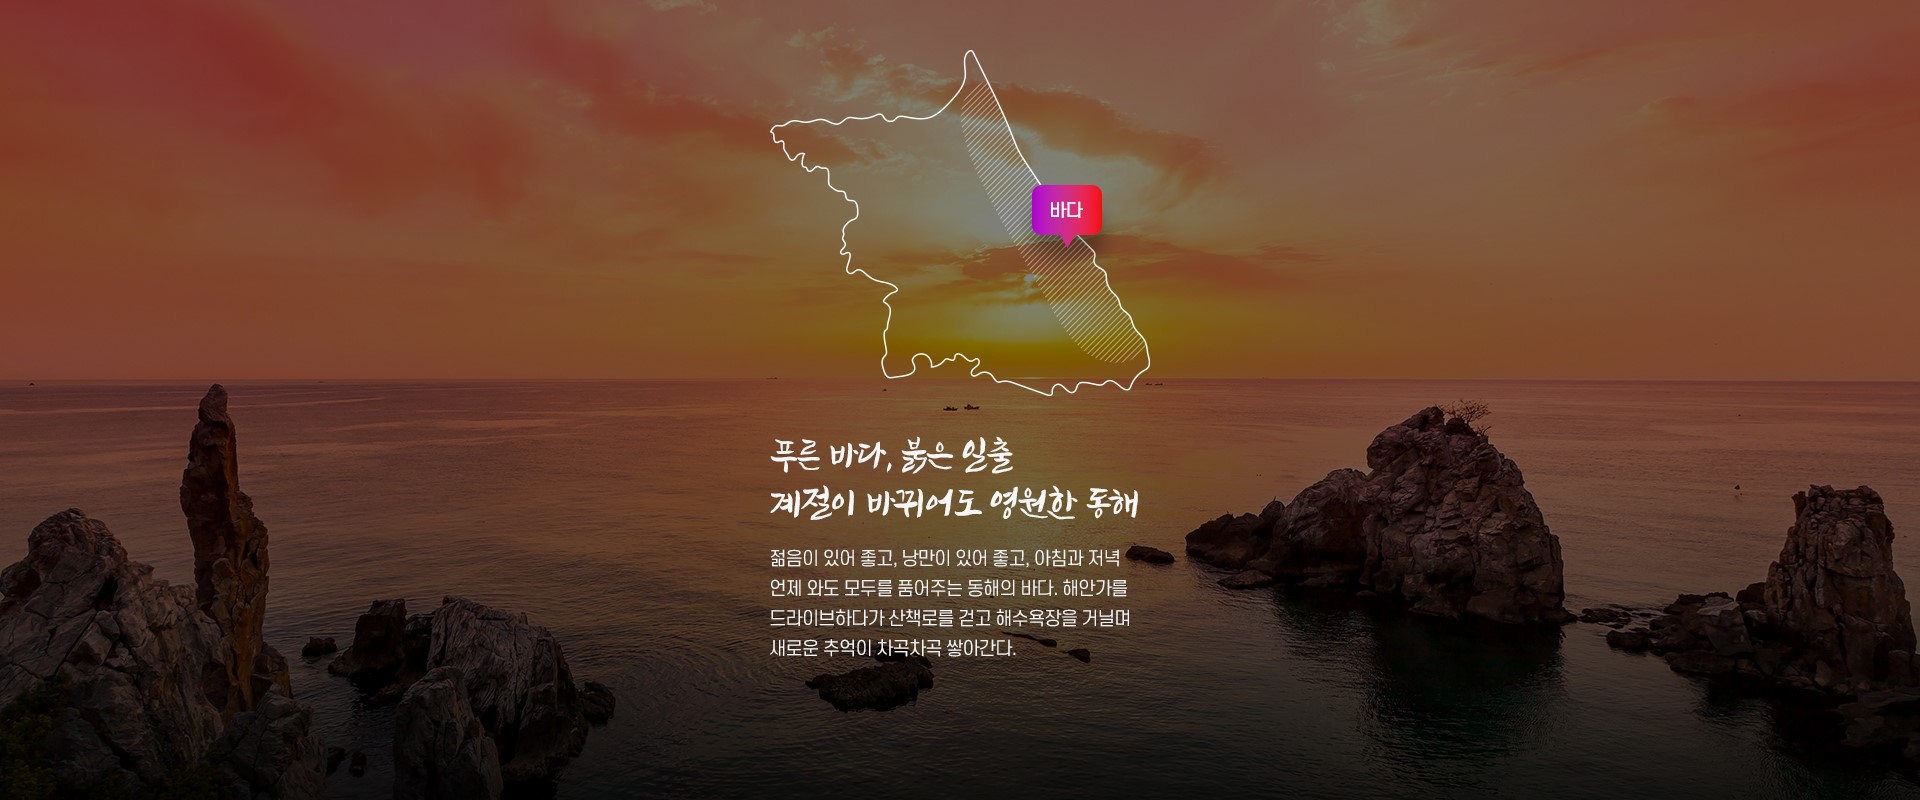 바다
푸른 바다, 붉은 일출
계절이 바뀌어도 영원한 동해
젊음이 있어 좋고, 낭만이 있어 좋고, 아침과 저녁
언제 와도 모두를 품어주는 동해의 바다. 해안가를
드라이브하다가 산책로를 걷고 해수욕장을 거닐며
새로운 추억이 차곡차곡 쌓아간다.